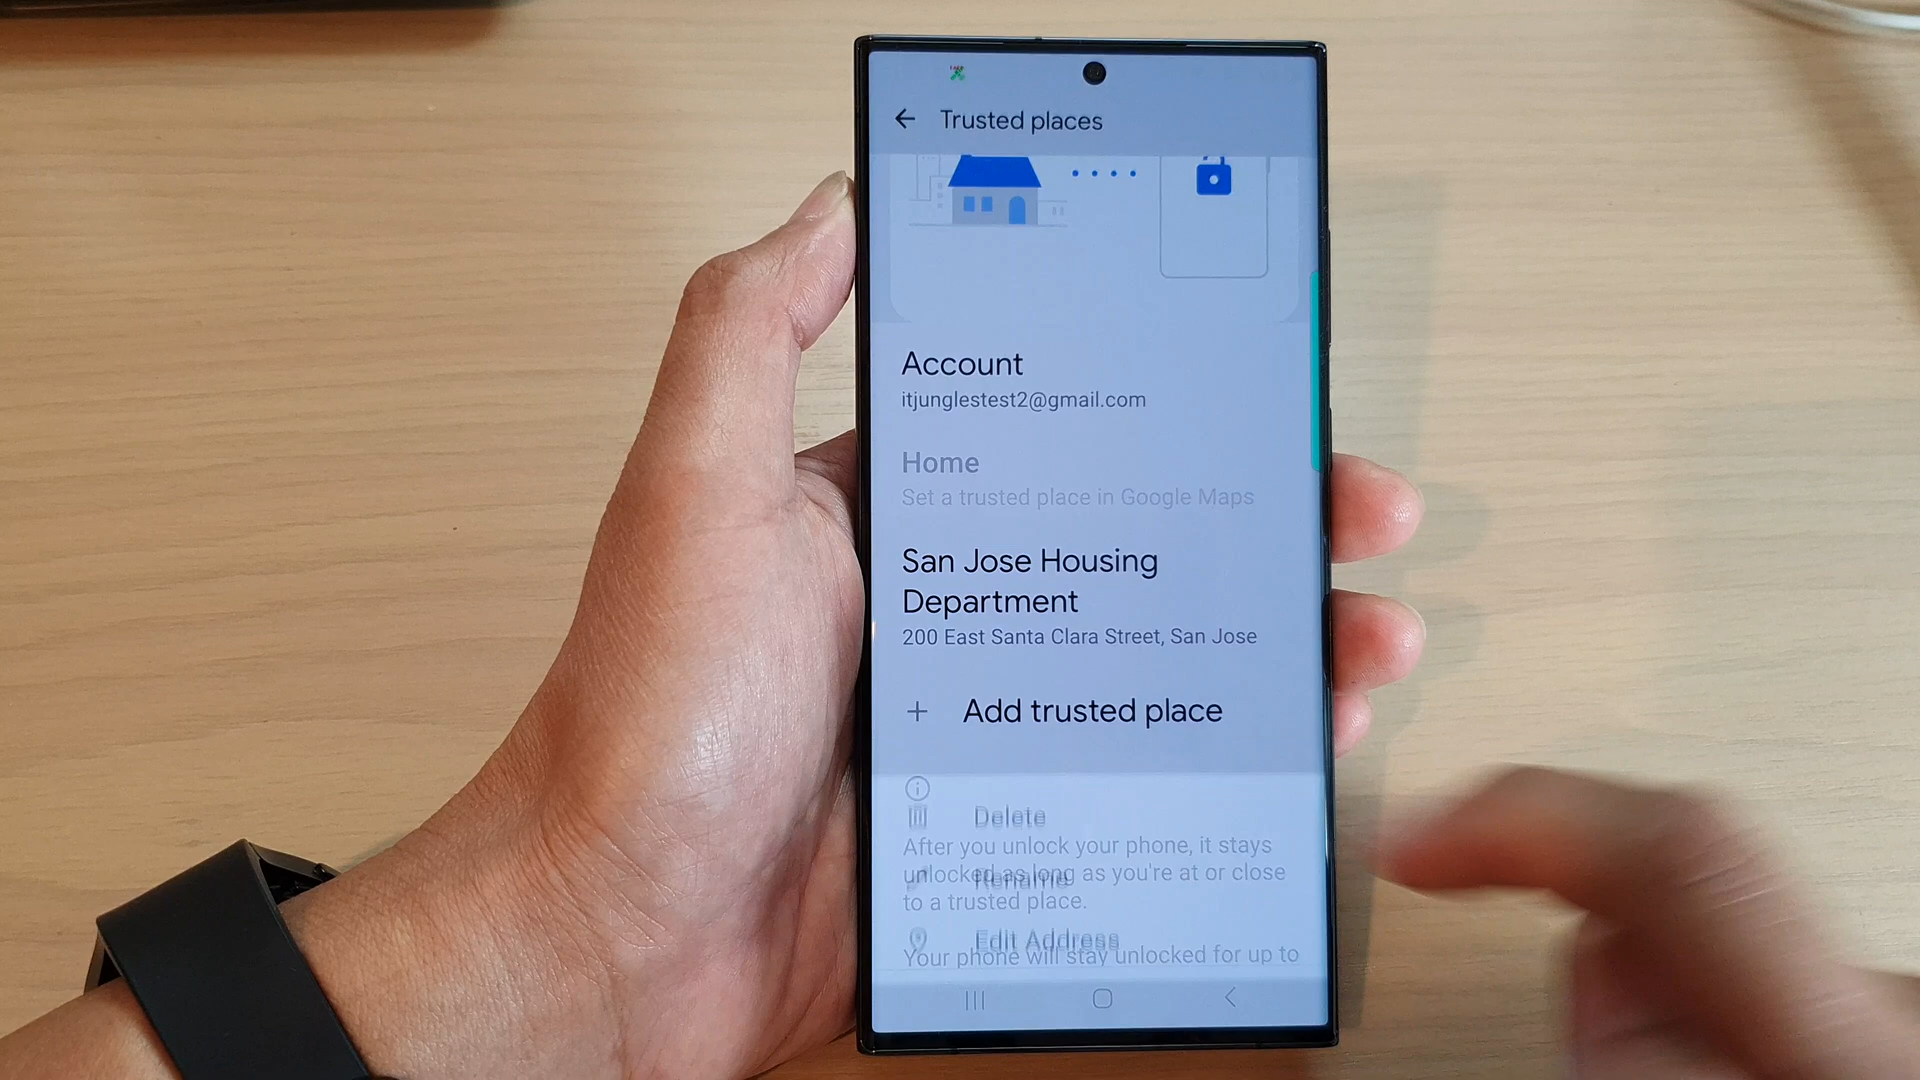 Trusted places
Account
itjunglestest2@gmail.com
Home
Set a trusted place in Google Maps
San Jose Housing
Department
200 East Santa Clara Street, San Jose
+ Add trusted place
Delete
After you unlock your phone, it stays
unlocked as long as you're at or close
Rename
to a trusted place.
Edit Address
Your phone will stay unlocked for up to